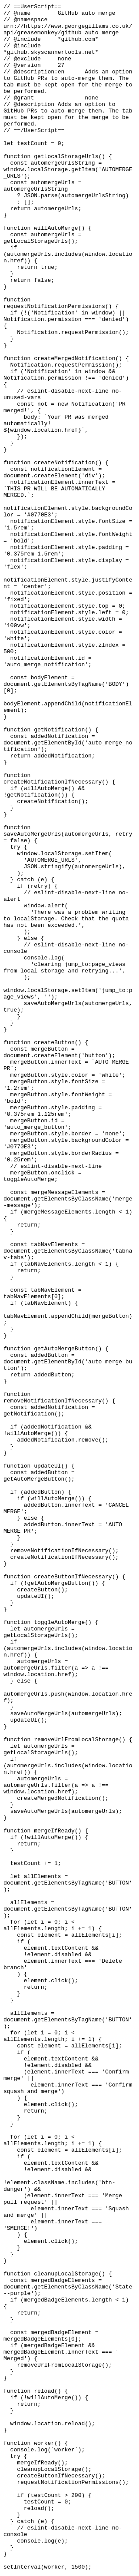 // ==UserScript==
// @name        GitHub auto merge
// @namespace
urn://https://www.georgegillams.co.uk/
api/greasemonkey/github_auto_merge
// @include     *github.com*
// @include
*github.skyscannertools.net*
// @exclude     none
// @version     27
// @description:en      Adds an option
to GitHub PRs to auto-merge them. The
tab must be kept open for the merge to
be performed.
// @grant               none
// @description Adds an option to
GitHub PRs to auto-merge them. The tab
must be kept open for the merge to be
performed.
// ==/UserScript==

let testCount = 0;

function getLocalStorageUrls() {
  const automergeUrlsString =
window.localStorage.getItem('AUTOMERGE
_URLS');
  const automergeUrls =
automergeUrlsString
    ? JSON.parse(automergeUrlsString)
    : [];
  return automergeUrls;
}

function willAutoMerge() {
  const automergeUrls =
getLocalStorageUrls();
  if
(automergeUrls.includes(window.locatio
n.href)) {
    return true;
  }
  return false;
}

function
requestNotificationPermissions() {
  if (!('Notification' in window) ||
Notification.permission === 'denied')
{
    Notification.requestPermission();
  }
}

function createMergedNotification() {
  Notification.requestPermission();
  if ('Notification' in window &&
Notification.permission !== 'denied')
{
    // eslint-disable-next-line no-
unused-vars
    const not = new Notification('PR
merged!', {
      body: `Your PR was merged
automatically!
${window.location.href}`,
    });
  }
}

function createNotification() {
  const notificationElement =
document.createElement('div');
  notificationElement.innerText =
`THIS PR WILL BE AUTOMATICALLY
MERGED.`;

notificationElement.style.backgroundCo
lor = '#0770E3';
  notificationElement.style.fontSize =
'1.5rem';
  notificationElement.style.fontWeight
= 'bold';
  notificationElement.style.padding =
'0.375rem 1.5rem';
  notificationElement.style.display =
'flex';

notificationElement.style.justifyConte
nt = 'center';
  notificationElement.style.position =
'fixed';
  notificationElement.style.top = 0;
  notificationElement.style.left = 0;
  notificationElement.style.width =
'100vw';
  notificationElement.style.color =
'white';
  notificationElement.style.zIndex =
500;
  notificationElement.id =
'auto_merge_notification';

  const bodyElement =
document.getElementsByTagName('BODY')
[0];

bodyElement.appendChild(notificationEl
ement);
}

function getNotification() {
  const addedNotification =
document.getElementById('auto_merge_no
tification');
  return addedNotification;
}

function
createNotificationIfNecessary() {
  if (willAutoMerge() &&
!getNotification()) {
    createNotification();
  }
}

function
saveAutoMergeUrls(automergeUrls, retry
= false) {
  try {
    window.localStorage.setItem(
      'AUTOMERGE_URLS',
      JSON.stringify(automergeUrls),
    );
  } catch (e) {
    if (retry) {
      // eslint-disable-next-line no-
alert
      window.alert(
        'There was a problem writing
to localStorage. Check that the quota
has not been exceeded.',
      );
    } else {
      // eslint-disable-next-line no-
console
      console.log(
        'clearing jump_to:page_views
from local storage and retrying...',
      );

window.localStorage.setItem('jump_to:p
age_views', '');
      saveAutoMergeUrls(automergeUrls,
true);
    }
  }
}

function createButton() {
  const mergeButton =
document.createElement('button');
  mergeButton.innerText = `AUTO MERGE
PR`;
  mergeButton.style.color = 'white';
  mergeButton.style.fontSize =
'1.2rem';
  mergeButton.style.fontWeight =
'bold';
  mergeButton.style.padding =
'0.375rem 1.125rem';
  mergeButton.id =
'auto_merge_button';
  mergeButton.style.border = 'none';
  mergeButton.style.backgroundColor =
'#0770E3';
  mergeButton.style.borderRadius =
'0.25rem';
  // eslint-disable-next-line
  mergeButton.onclick =
toggleAutoMerge;

  const mergeMessageElements =
document.getElementsByClassName('merge
-message');
  if (mergeMessageElements.length < 1)
{
    return;
  }

  const tabNavElements =
document.getElementsByClassName('tabna
v-tabs');
  if (tabNavElements.length < 1) {
    return;
  }

  const tabNavElement =
tabNavElements[0];
  if (tabNavElement) {

tabNavElement.appendChild(mergeButton)
;
  }
}

function getAutoMergeButton() {
  const addedButton =
document.getElementById('auto_merge_bu
tton');
  return addedButton;
}

function
removeNotificationIfNecessary() {
  const addedNotification =
getNotification();

  if (addedNotification &&
!willAutoMerge()) {
    addedNotification.remove();
  }
}

function updateUI() {
  const addedButton =
getAutoMergeButton();

  if (addedButton) {
    if (willAutoMerge()) {
      addedButton.innerText = 'CANCEL
MERGE';
    } else {
      addedButton.innerText = 'AUTO
MERGE PR';
    }
  }
  removeNotificationIfNecessary();
  createNotificationIfNecessary();
}

function createButtonIfNecessary() {
  if (!getAutoMergeButton()) {
    createButton();
    updateUI();
  }
}

function toggleAutoMerge() {
  let automergeUrls =
getLocalStorageUrls();
  if
(automergeUrls.includes(window.locatio
n.href)) {
    automergeUrls =
automergeUrls.filter(a => a !==
window.location.href);
  } else {

automergeUrls.push(window.location.hre
f);
  }
  saveAutoMergeUrls(automergeUrls);
  updateUI();
}

function removeUrlFromLocalStorage() {
  let automergeUrls =
getLocalStorageUrls();
  if
(automergeUrls.includes(window.locatio
n.href)) {
    automergeUrls =
automergeUrls.filter(a => a !==
window.location.href);
    createMergedNotification();
  }
  saveAutoMergeUrls(automergeUrls);
}

function mergeIfReady() {
  if (!willAutoMerge()) {
    return;
  }

  testCount += 1;

  let allElements =
document.getElementsByTagName('BUTTON'
);

  allElements =
document.getElementsByTagName('BUTTON'
);
  for (let i = 0; i <
allElements.length; i += 1) {
    const element = allElements[i];
    if (
      element.textContent &&
      !element.disabled &&
      element.innerText === 'Delete
branch'
    ) {
      element.click();
      return;
    }
  }

  allElements =
document.getElementsByTagName('BUTTON'
);
  for (let i = 0; i <
allElements.length; i += 1) {
    const element = allElements[i];
    if (
      element.textContent &&
      !element.disabled &&
      (element.innerText === 'Confirm
merge' ||
        element.innerText === 'Confirm
squash and merge')
    ) {
      element.click();
      return;
    }
  }

  for (let i = 0; i <
allElements.length; i += 1) {
    const element = allElements[i];
    if (
      element.textContent &&
      !element.disabled &&

!element.className.includes('btn-
danger') &&
      (element.innerText === 'Merge
pull request' ||
        element.innerText === 'Squash
and merge' ||
        element.innerText ===
'SMERGE!')
    ) {
      element.click();
    }
  }
}

function cleanupLocalStorage() {
  const mergedBadgeElements =
document.getElementsByClassName('State
--purple');
  if (mergedBadgeElements.length < 1)
{
    return;
  }

  const mergedBadgeElement =
mergedBadgeElements[0];
  if (mergedBadgeElement &&
mergedBadgeElement.innerText === '
Merged') {
    removeUrlFromLocalStorage();
  }
}

function reload() {
  if (!willAutoMerge()) {
    return;
  }

  window.location.reload();
}

function worker() {
  console.log(`worker`);
  try {
    mergeIfReady();
    cleanupLocalStorage();
    createButtonIfNecessary();
    requestNotificationPermissions();

    if (testCount > 200) {
      testCount = 0;
      reload();
    }
  } catch (e) {
    // eslint-disable-next-line no-
console
    console.log(e);
  }
}

setInterval(worker, 1500);